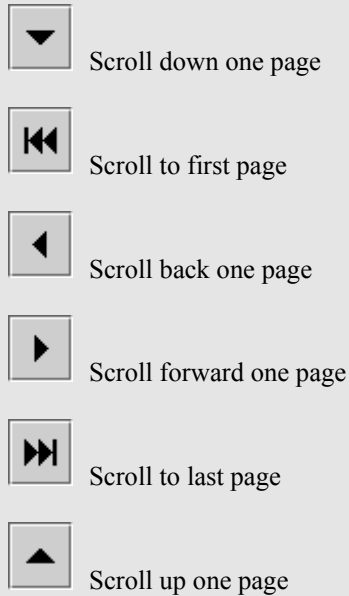 Scroll down one page
Scroll to first page
Scroll back one page
Scroll forward one page
Scroll to last page
Scroll up one page